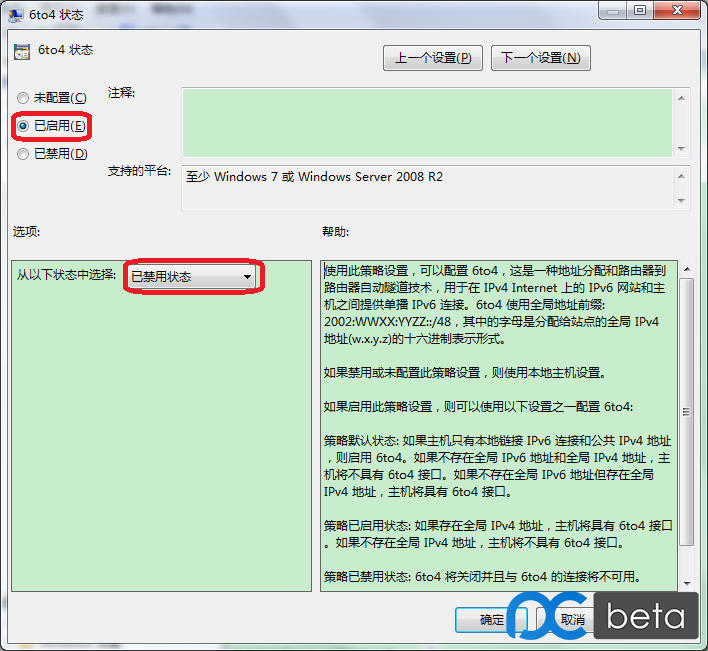 6to4 状态
6to4 状态
上一个设置(P)
下一个设置(N)
未配置(C)
注释:
已启用(E)
已禁用(D)
支持的平台:
至少 Windows 7 或 Windows Server 2008 R2
选项:
帮助:
从以下状态中选择:
已禁用状态
使用此策略设置，可以配置 6to4，这是一种地址分配和路由器到
路由器自动隧道技术，用于在 IPv4 Internet 上的 IPv6 网站和主
机之间提供单播 IPv6 连接。6to4 使用全局地址前缀:
2002:WWXX:YYZZ::/48，其中的字母是分配给站点的全局 IPv4
地址(w.x.y.z)的十六进制表示形式。
如果禁用或未配置此策略设置，则使用本地主机设置。
如果启用此策略设置，则可以使用以下设置之一配置 6to4:
策略默认状态: 如果主机只有本地链接 IPv6 连接和公共 IPv4 地址
，则启用 6to4。如果不存在全局 IPv6 地址和全局 IPv4 地址，主
机将不具有 6to4 接口。如果不存在全局 IPv6 地址但存在全局
IPv4 地址，主机将具有 6to4 接口。
策略已启用状态: 如果存在全局 IPv4 地址，主机将具有 6to4 接口
。如果不存在全局 IPv4 地址，主机将不具有 6to4 接口。
策略已禁用状态: 6to4 将关闭并且与 6to4 的连接将不可用。
确定
取消
pc beta